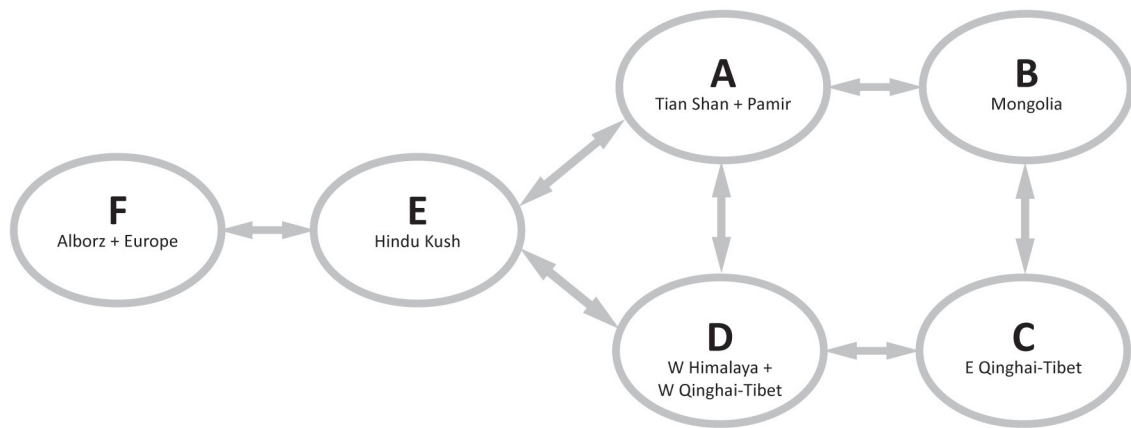 A
Tian Shan + Pamir
B
Mongolia
F
Alborz + Europe
E
Hindu Kush
D
W Himalaya +
W Qinghai-Tibet
C
E Qinghai-Tibet